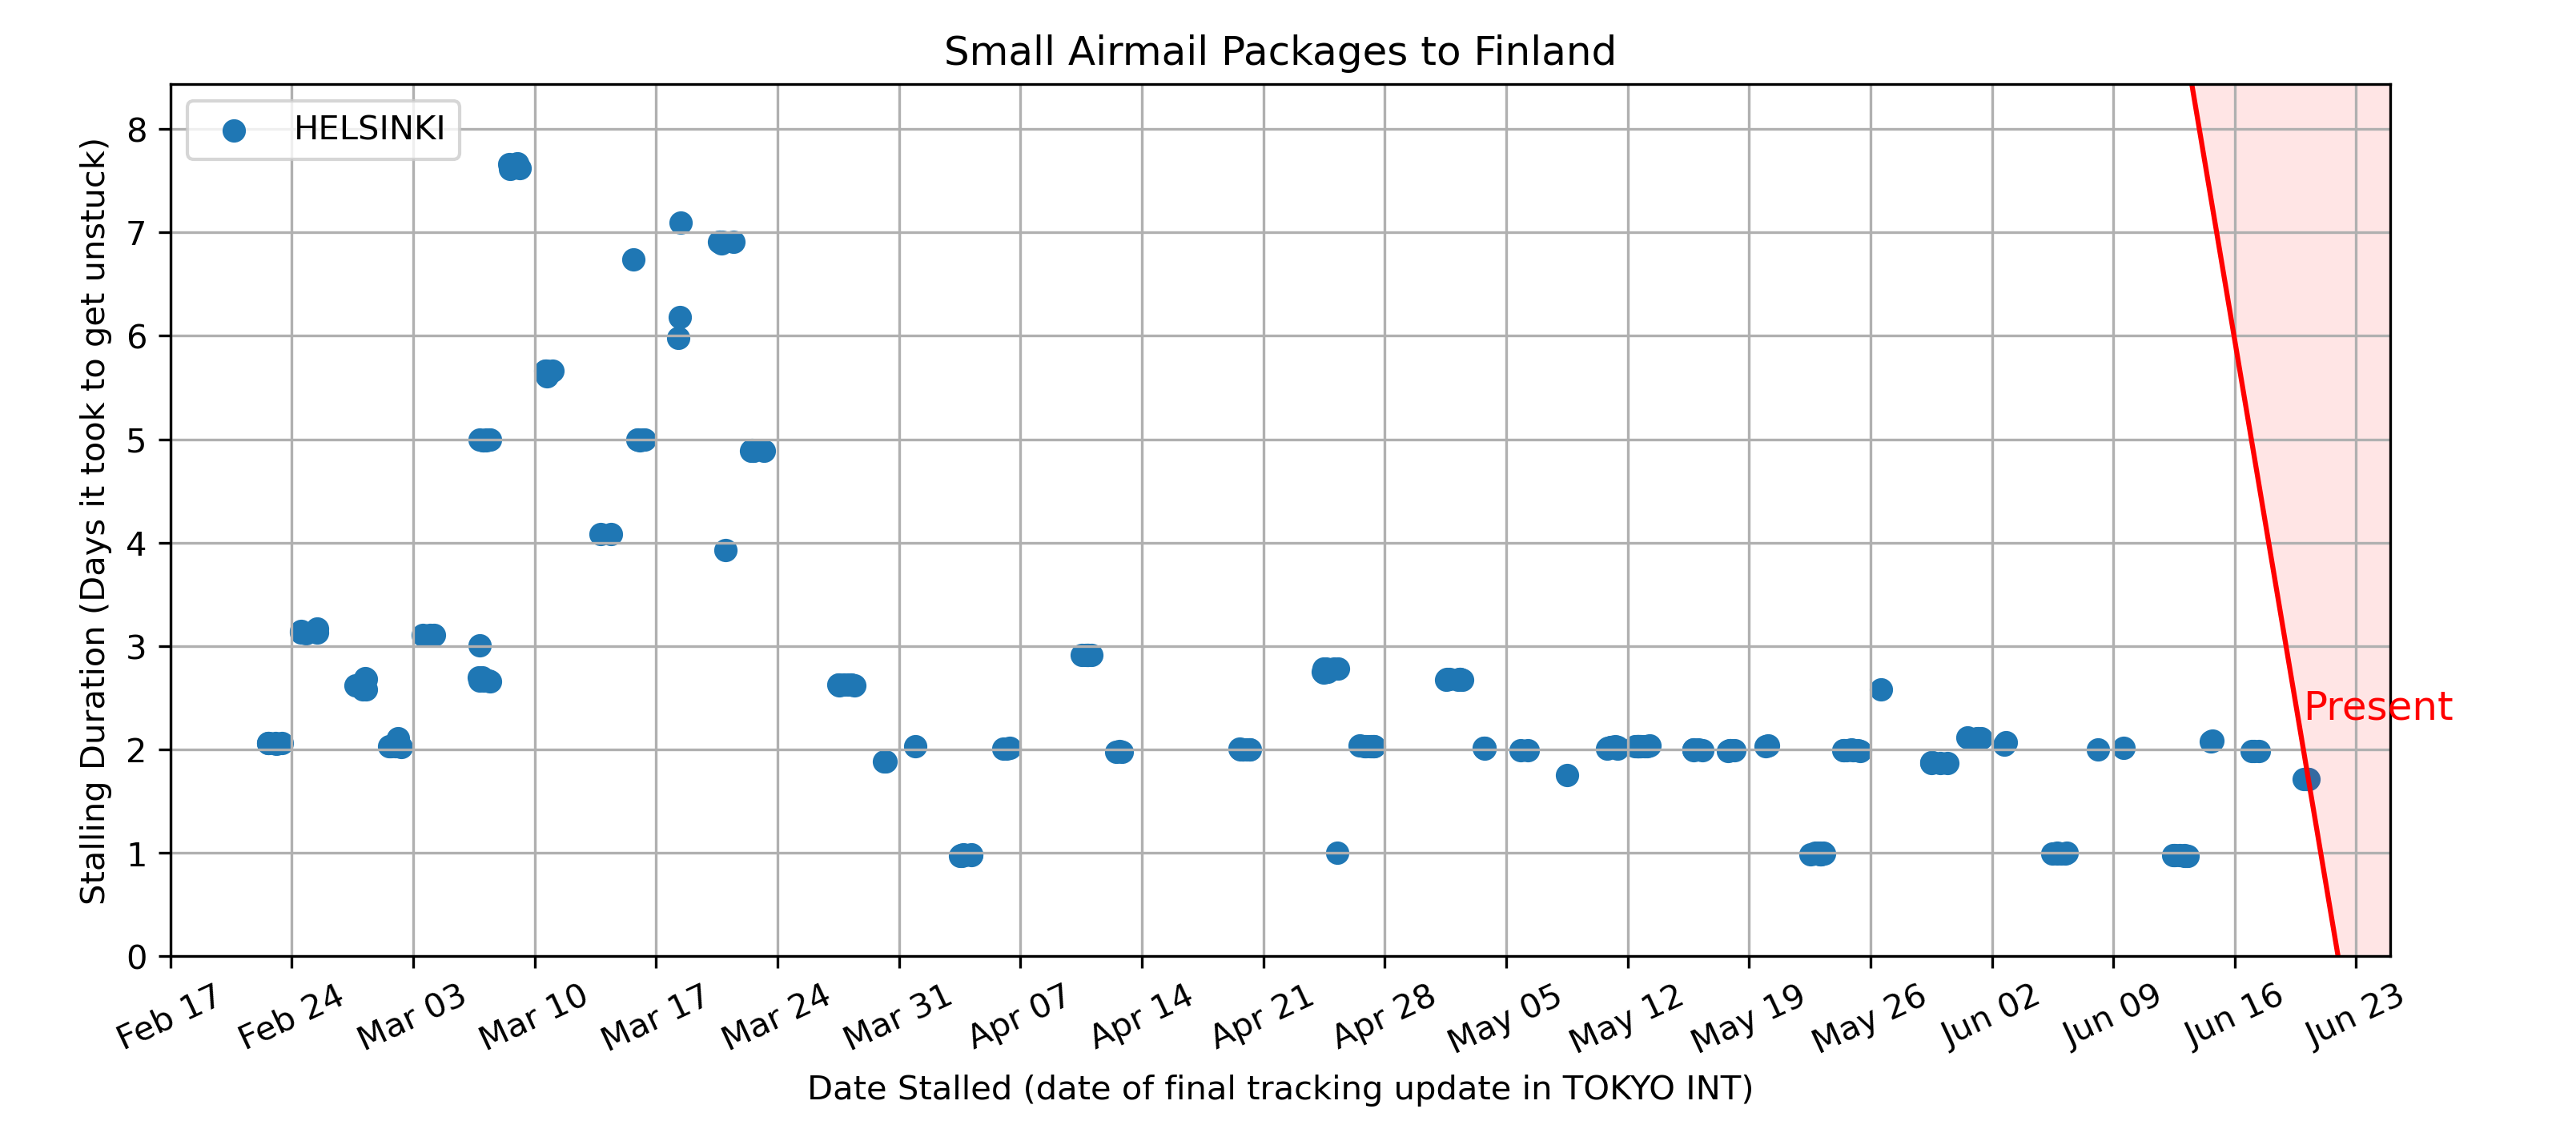 Small Airmail Packages to Finland
HELSINKI
Stalling Duration (Days it took to get unstuck)
8
7
6
5
4
3
2
1
0
Present
Feb 17
Feb 24
Mar 03
Mar 10
Mar 17
Mar 24
Mar 31
Apr 07
Apr 14
Apr 21
Apr 28
May 05
May 12
May 19
May 26
Jun 02
Jun 09
Jun 16
Jun 23
Date Stalled (date of final tracking update in TOKYO INT)